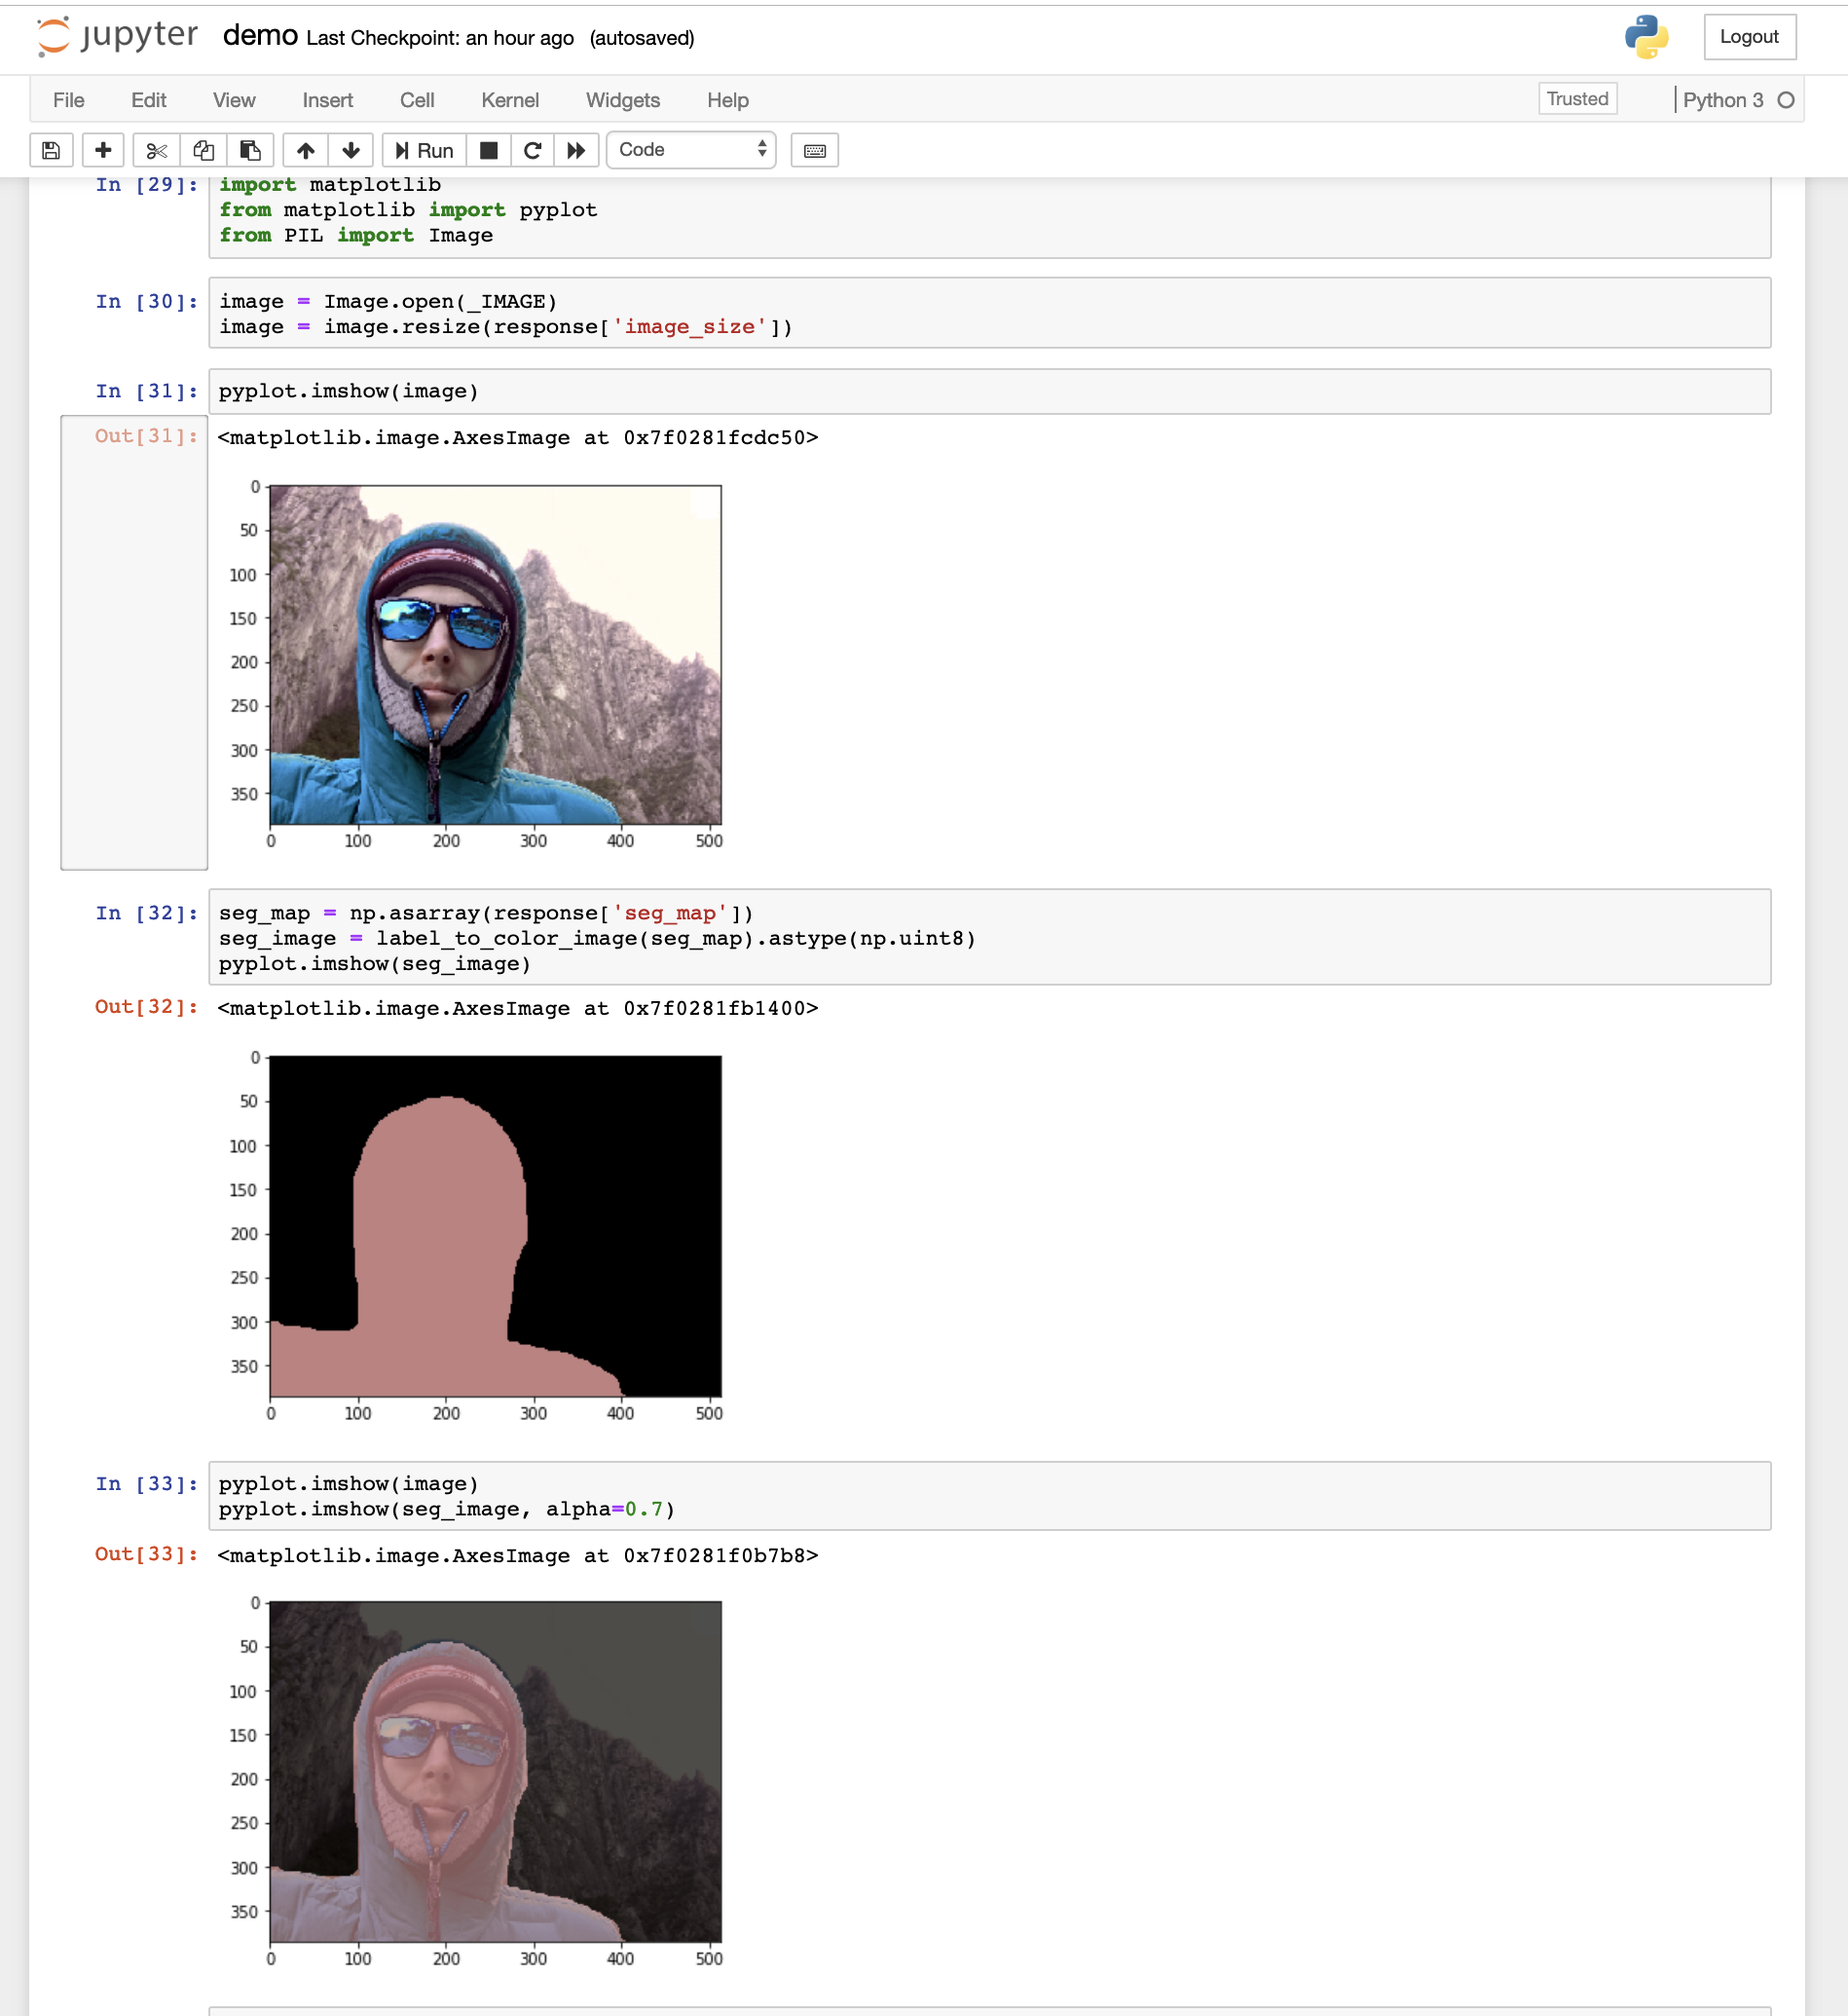 jupyter demo Last Checkpoint: an hour ago (autosaved) Logout
File Edit View Insert Cell Kernel Widgets Help Trusted Python 3
Run Code
In [29]: import matplotlib
from matplotlib import pyplot
from PIL import Image
In [30]: image = Image.open(_IMAGE)
image = image.resize(response['image_size'])
In [31]: pyplot.imshow(image)
Out[31]: <matplotlib.image.AxesImage at 0x7f0281fcdc50>
0
50
100
150
200
250
300
350
0 100 200 300 400 500
In [32]: seg_map = np.asarray(response['seg_map'])
seg_image = label_to_color_image(seg_map).astype(np.uint8)
pyplot.imshow(seg_image)
Out[32]: <matplotlib.image.AxesImage at 0x7f0281fb1400>
0
50
100
150
200
250
300
350
0 100 200 300 400 500
In [33]: pyplot.imshow(image)
pyplot.imshow(seg_image, alpha=0.7)
Out[33]: <matplotlib.image.AxesImage at 0x7f0281f0b7b8>
0
50
100
150
200
250
300
350
0 100 200 300 400 500